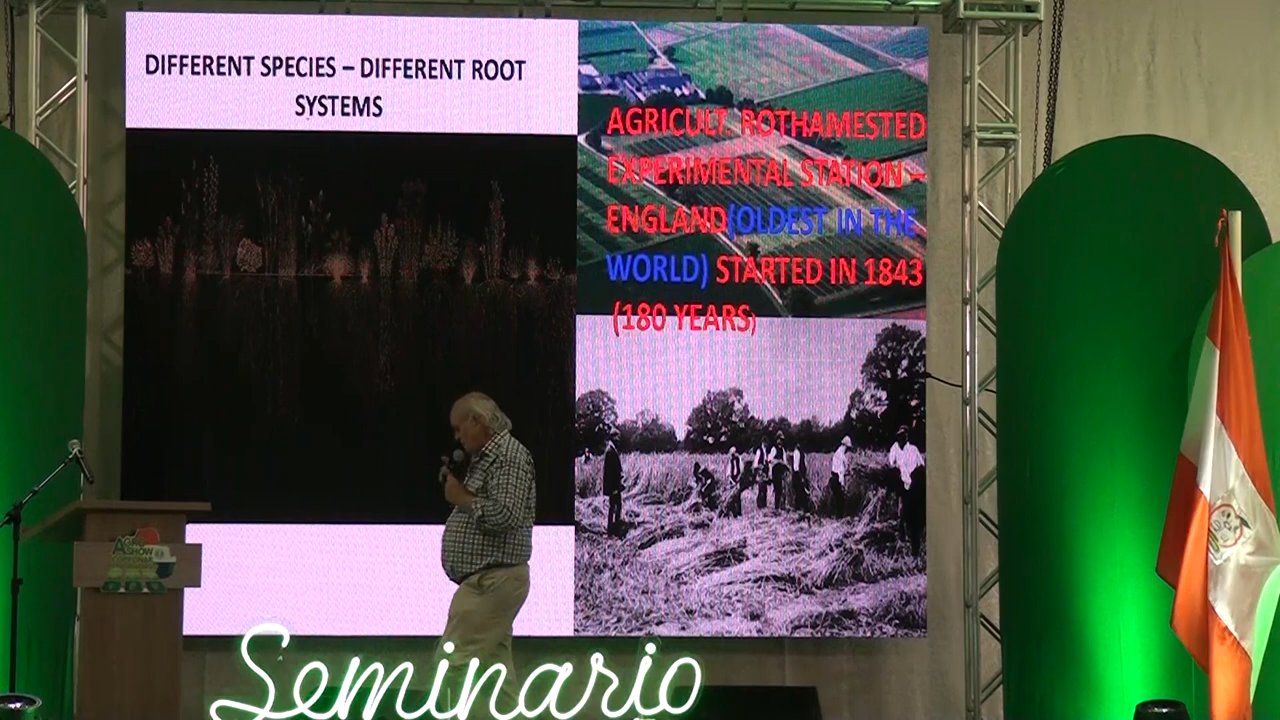 DIFFERENT SPECIES – DIFFERENT ROOT
SYSTEMS
AGRICULT. ROTHAMESTED
EXPERIMENTAL STATION –
ENGLAND(OLDEST IN THE
WORLD) STARTED IN 1843
(180 YEARS)
SHOW
Seminario